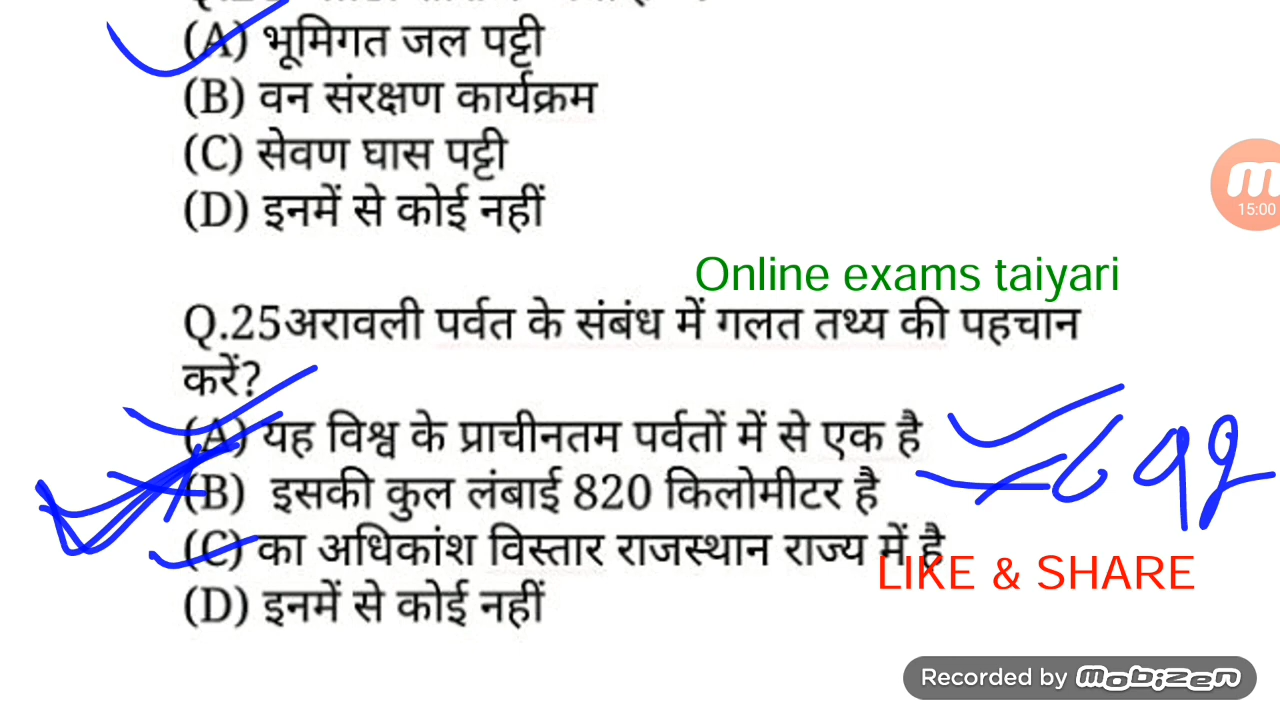 (A) भूमिगत जल पट्टी
(B) वन संरक्षण कार्यक्रम
(C) सेवण घास पट्टी
(D) इनमें से कोई नहीं
15:00
Online exams taiyari
Q.25अरावली पर्वत के संबंध में गलत तथ्य की पहचान
करें?
(A) यह विश्व के प्राचीनतम पर्वतों में से एक है
(B) इसकी कुल लंबाई 820 किलोमीटर है
692
(C) का अधिकांश विस्तार राजस्थान राज्य में है
LIKE & SHARE
(D) इनमें से कोई नहीं
Recorded by Mobizen